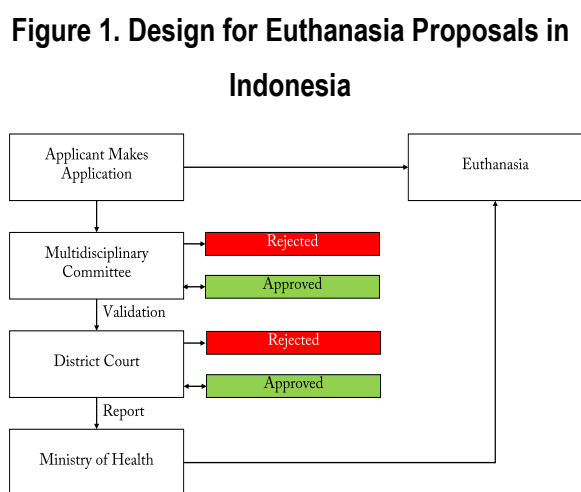 Figure 1. Design for Euthanasia Proposals in
Indonesia
Applicant Makes
Application
Euthanasia
Multidisciplinary
Committee
Rejected
Approved
Validation
District Court
Rejected
Approved
Report
Ministry of Health